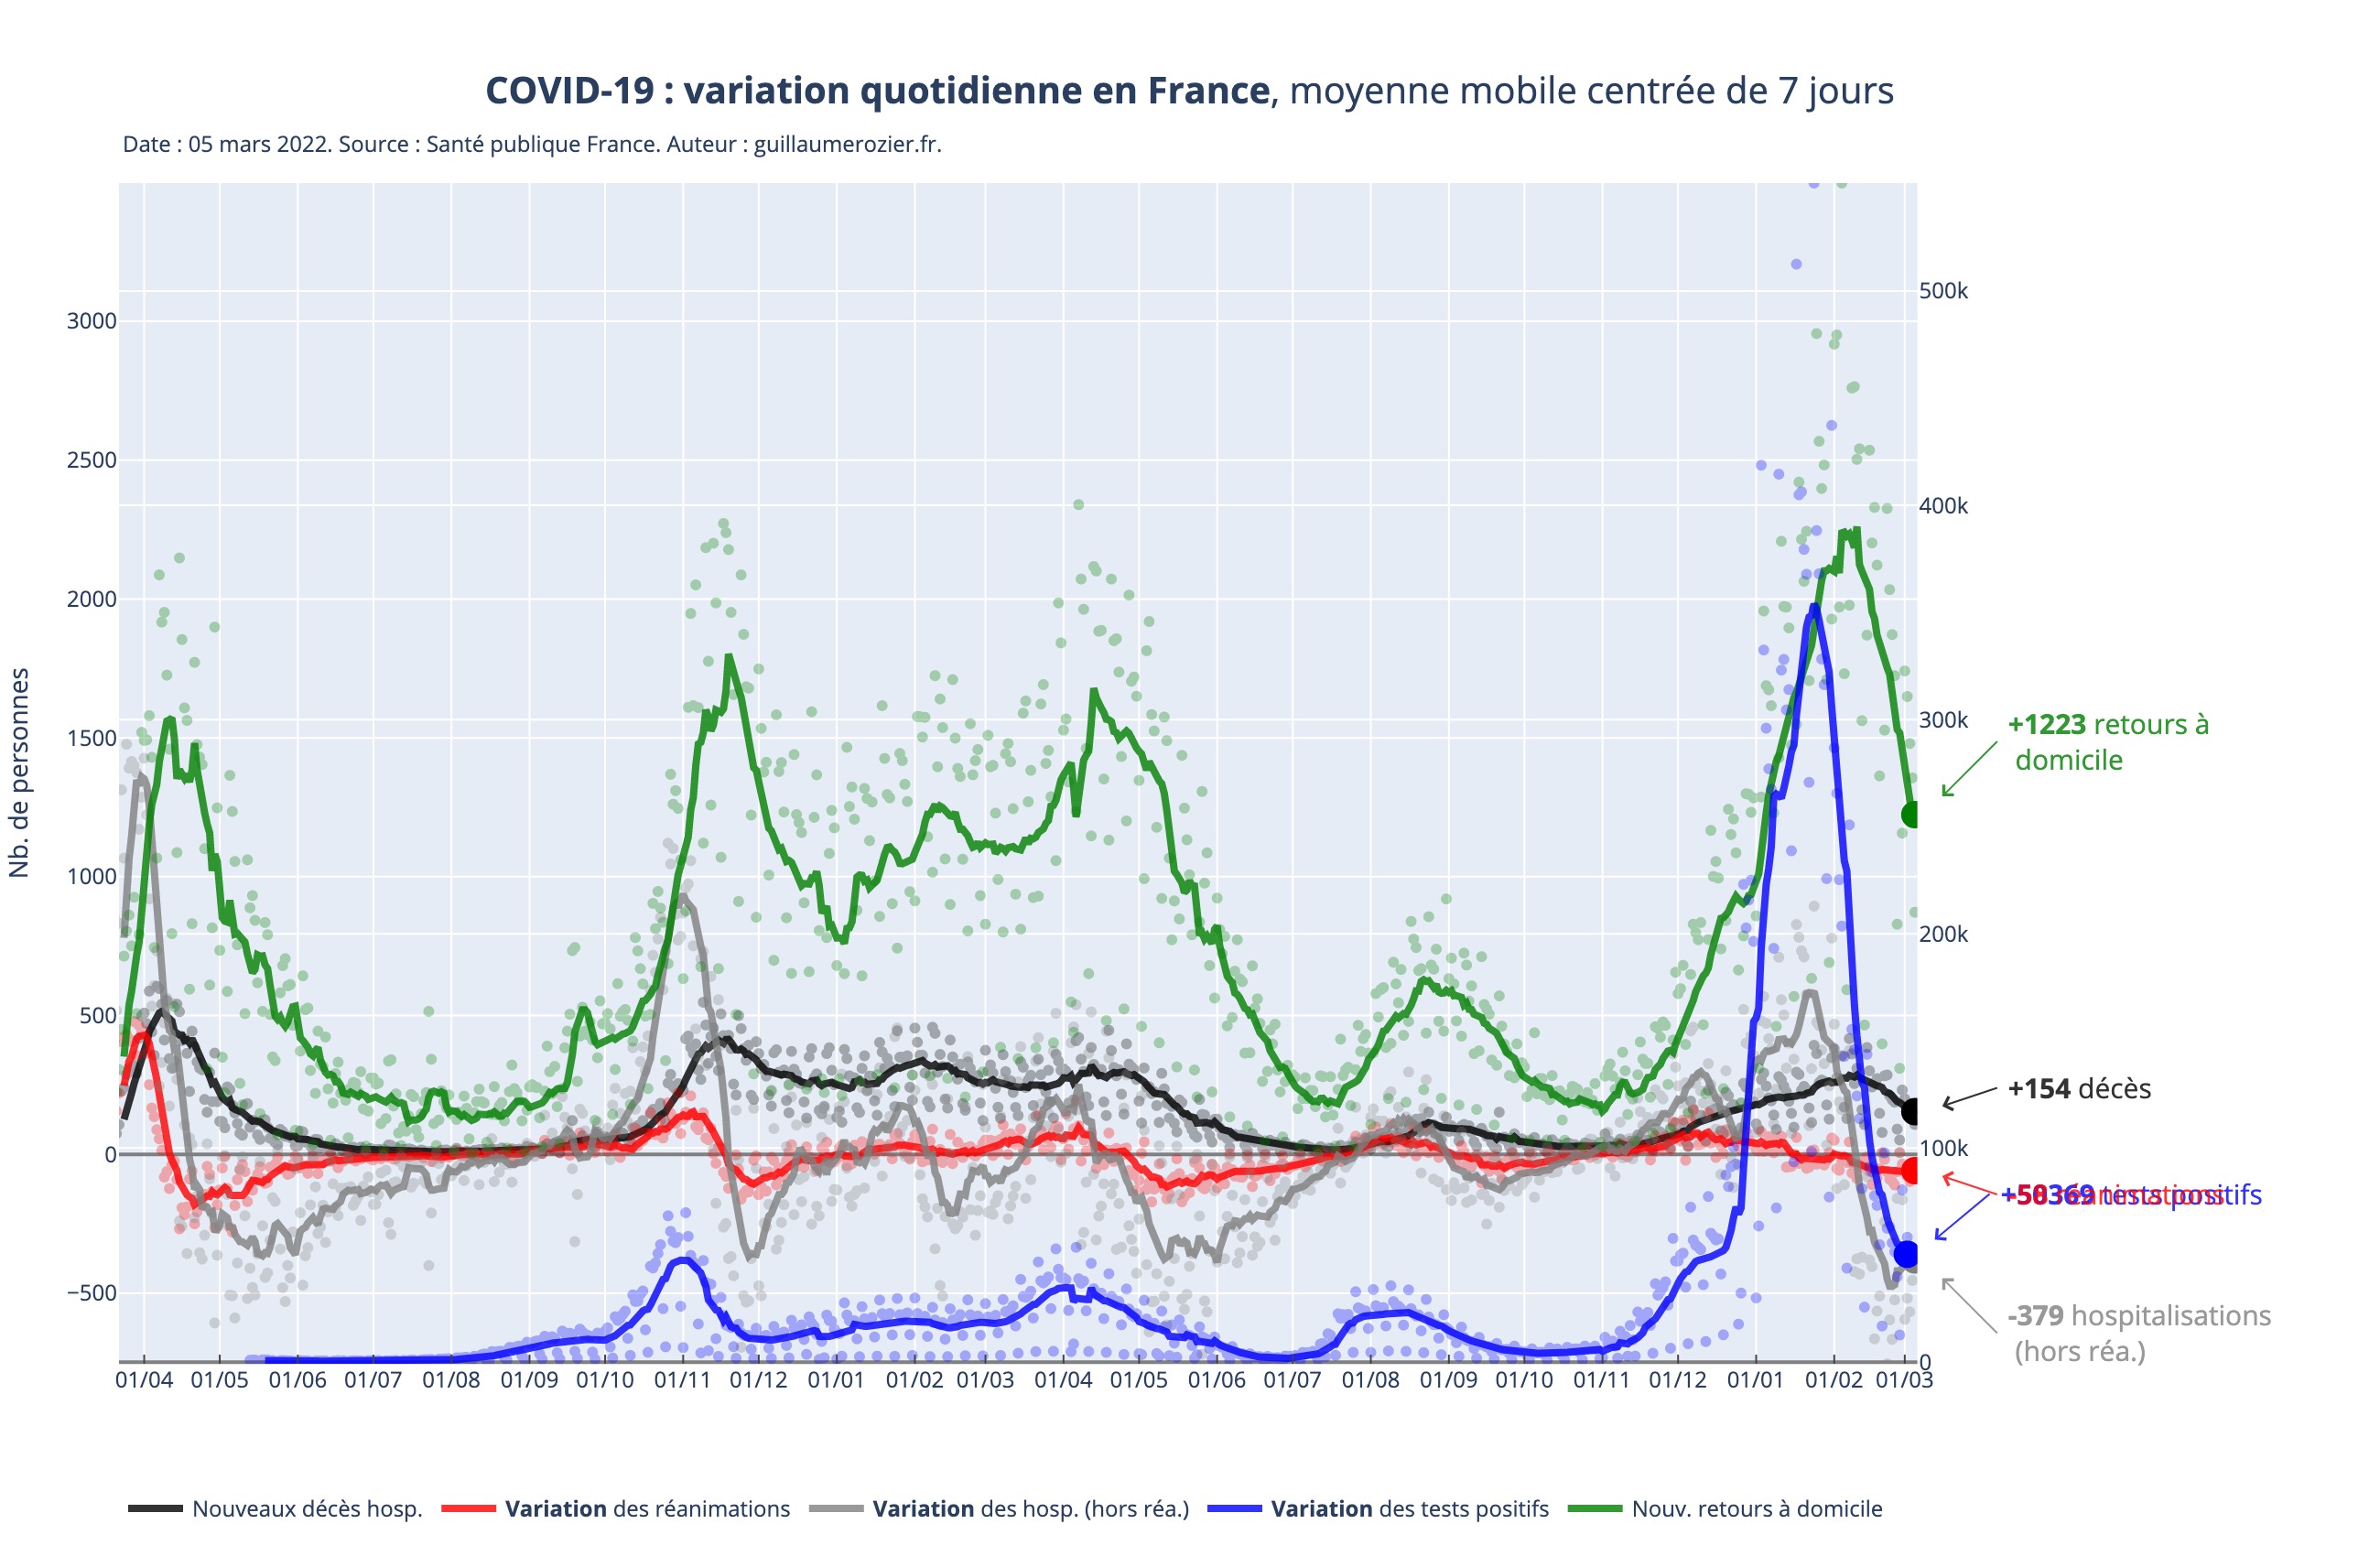 COVID-19 : variation quotidienne en France, moyenne mobile centrée de 7 jours
Date : 05 mars 2022. Source : Santé publique France. Auteur : guillaumerozier.fr.
Nb. de personnes
3000
2500
2000
1500
1000
500
0
−500
500k
400k
300k
200k
100k
0
+1223 retours à
domicile
+154 décès
tests positifs
-379 hospitalisations
(hors réa.)
01/04 01/05 01/06 01/07 01/08 01/09 01/10 01/11 01/12 01/01 01/02 01/03 01/04 01/05 01/06 01/07 01/08 01/09 01/10 01/11 01/12 01/01 01/02 01/03
Nouveaux décès hosp. Variation des réanimations Variation des hosp. (hors réa.) Variation des tests positifs Nouv. retours à domicile